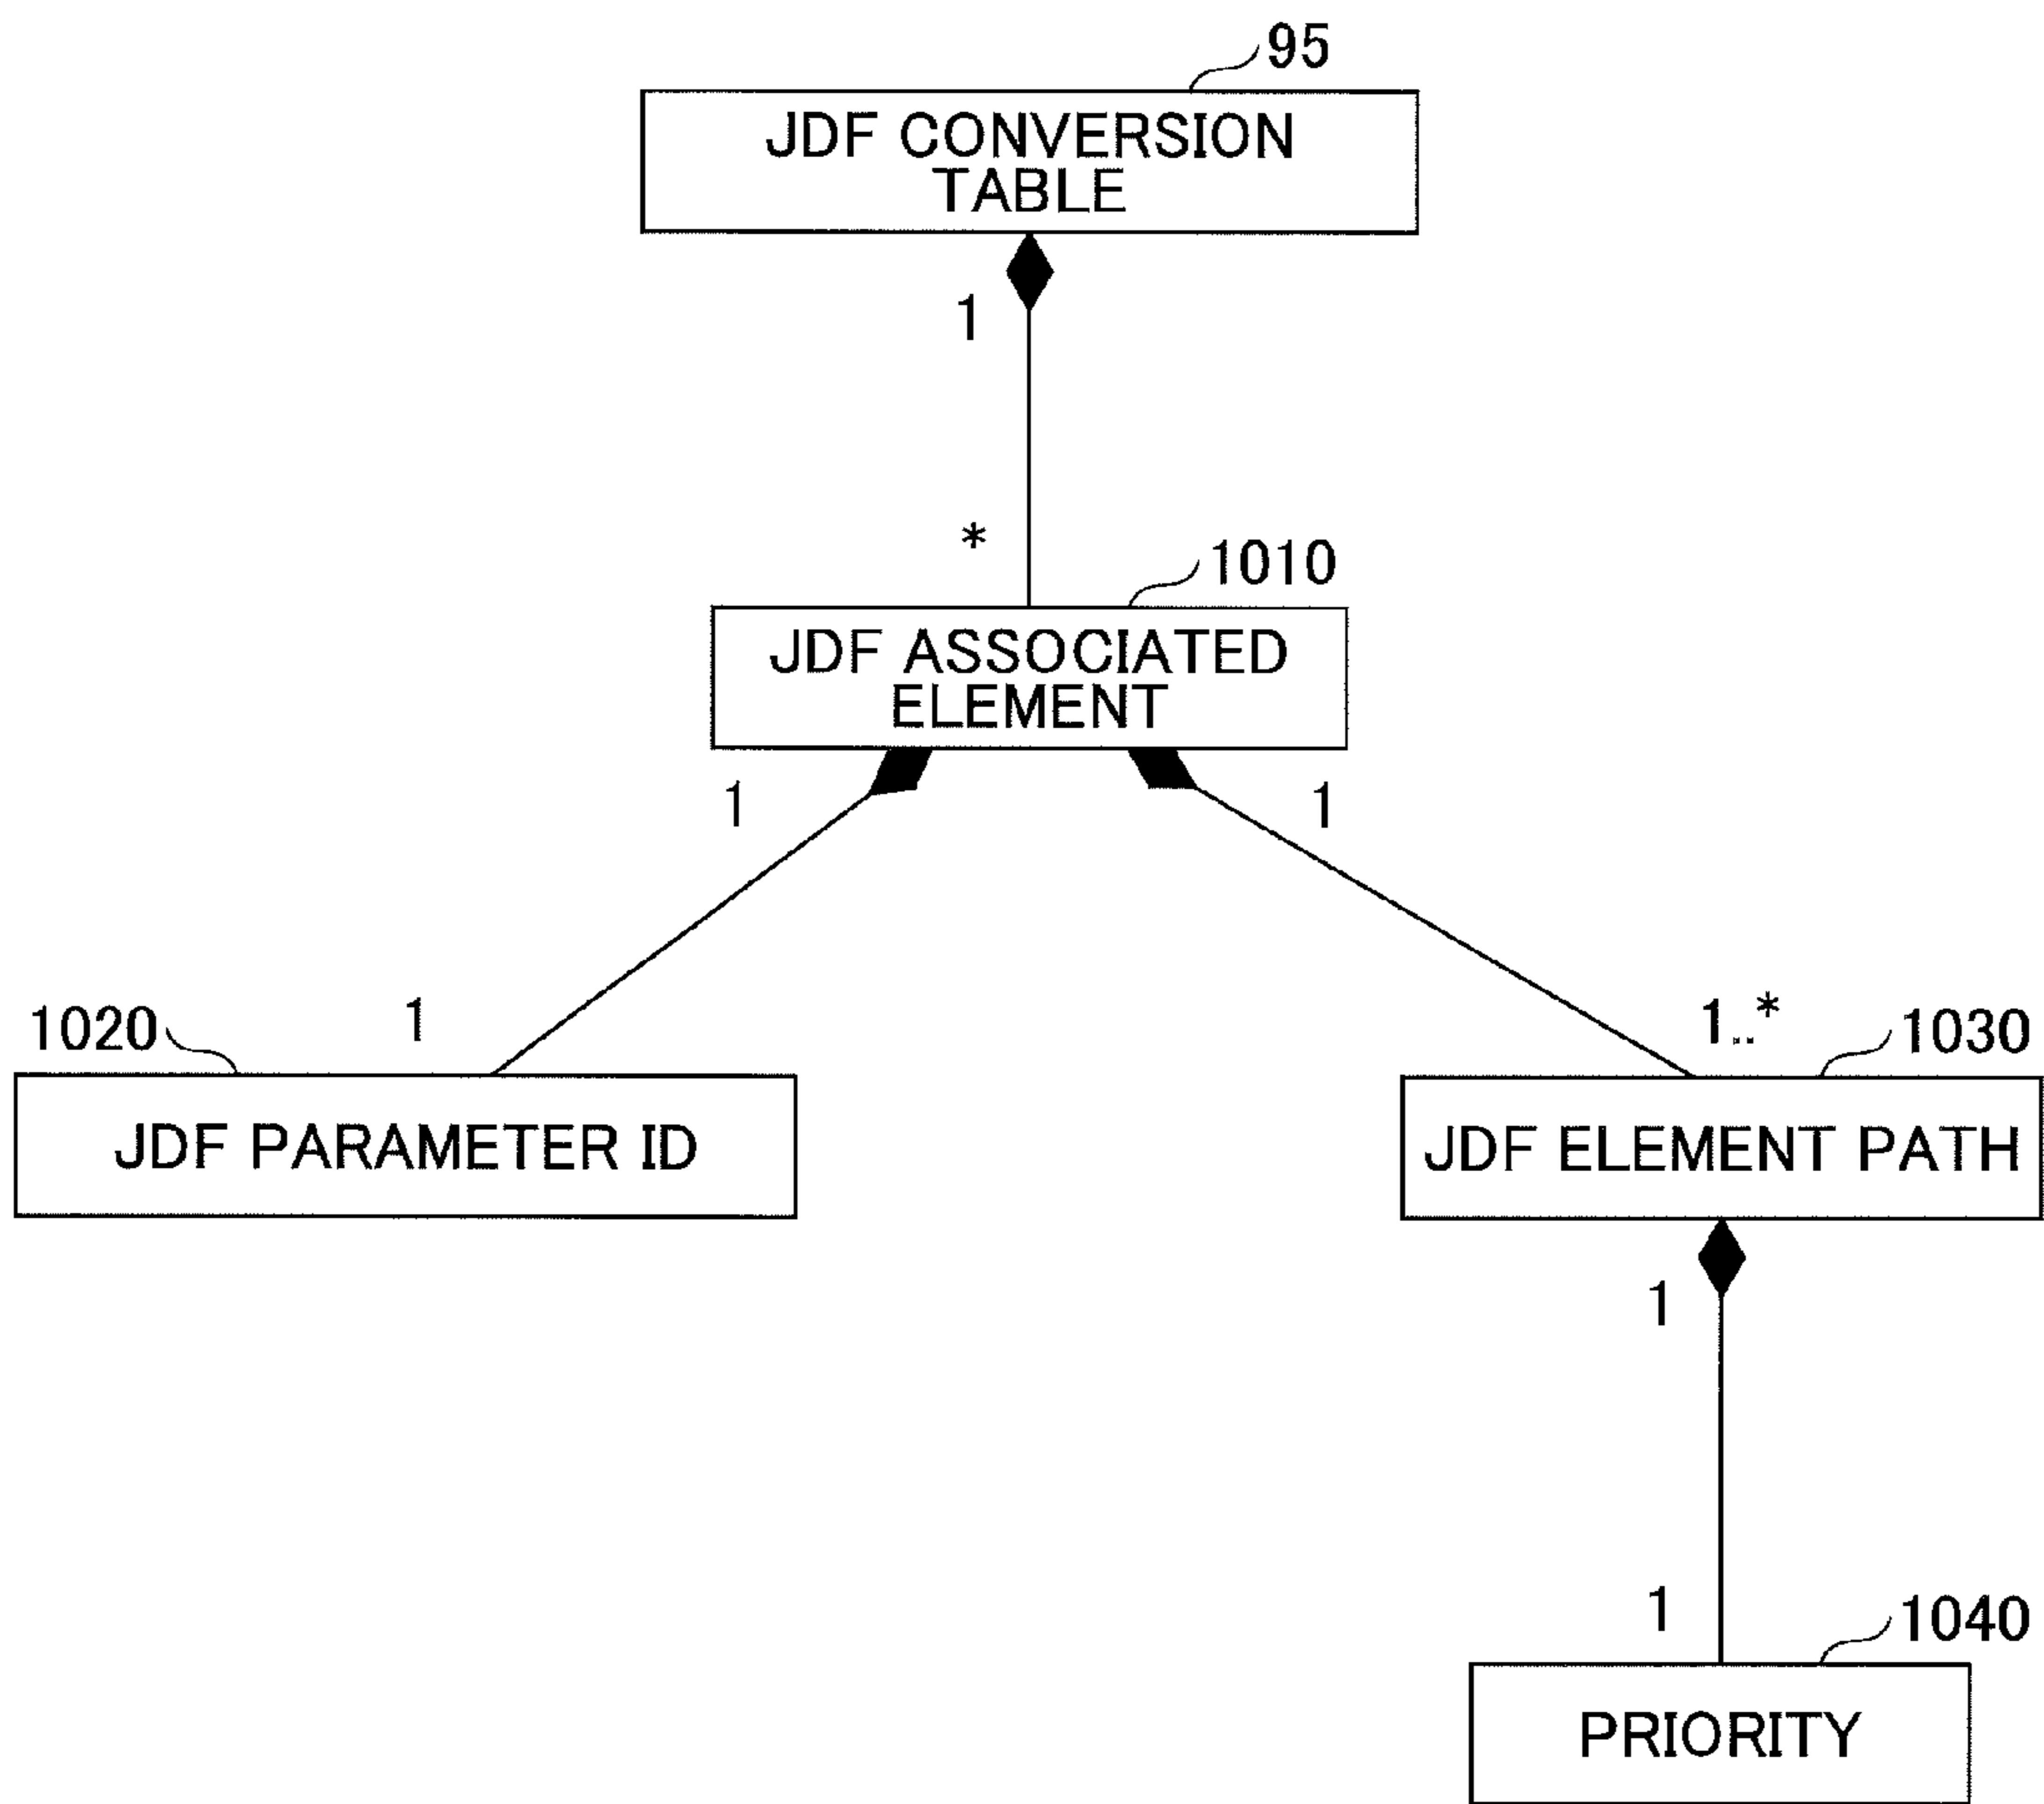 95
JDF CONVERSION
TABLE
1
*
1010
JDF ASSOCIATED
ELEMENT
1
1
1
1..*
1020
1030
JDF PARAMETER ID
JDF ELEMENT PATH
1
1
1040
PRIORITY